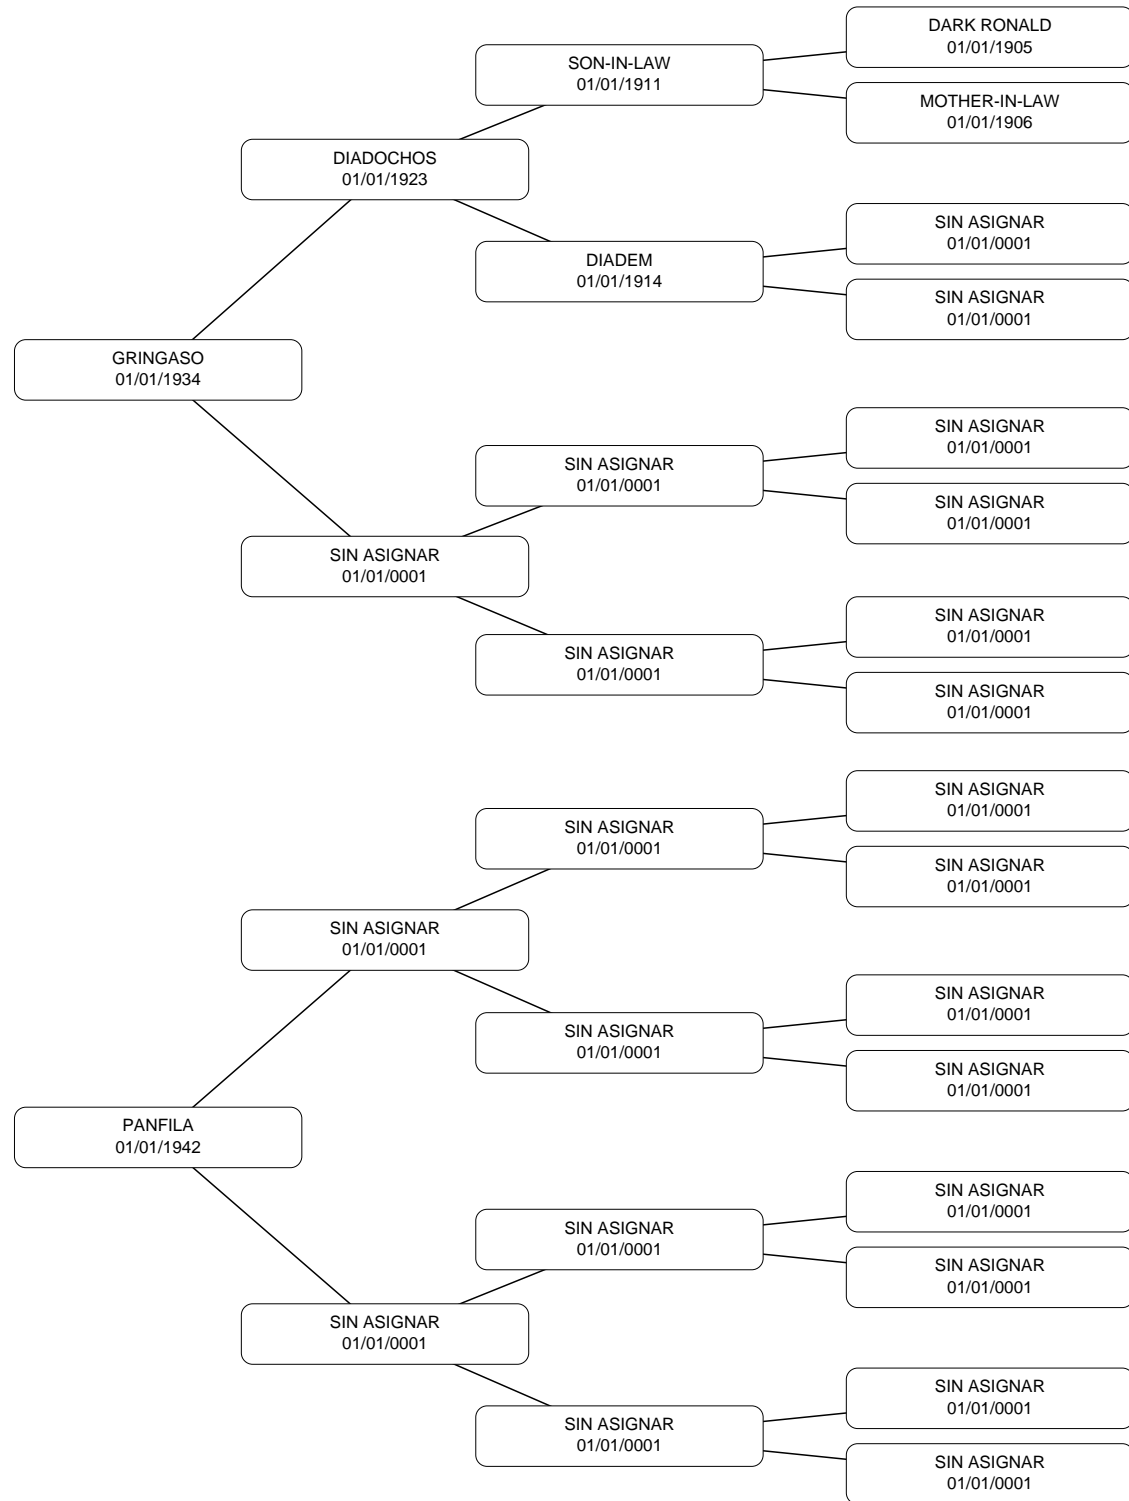 DARK RONALD
01/01/1905
SON-IN-LAW
01/01/1911
MOTHER-IN-LAW
01/01/1906
DIADOCHOS
01/01/1923
SIN ASIGNAR
01/01/0001
DIADEM
01/01/1914
SIN ASIGNAR
01/01/0001
GRINGASO
01/01/1934
SIN ASIGNAR
01/01/0001
SIN ASIGNAR
01/01/0001
SIN ASIGNAR
01/01/0001
SIN ASIGNAR
01/01/0001
SIN ASIGNAR
01/01/0001
SIN ASIGNAR
01/01/0001
SIN ASIGNAR
01/01/0001
SIN ASIGNAR
01/01/0001
SIN ASIGNAR
01/01/0001
SIN ASIGNAR
01/01/0001
SIN ASIGNAR
01/01/0001
SIN ASIGNAR
01/01/0001
SIN ASIGNAR
01/01/0001
SIN ASIGNAR
01/01/0001
PANFILA
01/01/1942
SIN ASIGNAR
01/01/0001
SIN ASIGNAR
01/01/0001
SIN ASIGNAR
01/01/0001
SIN ASIGNAR
01/01/0001
SIN ASIGNAR
01/01/0001
SIN ASIGNAR
01/01/0001
SIN ASIGNAR
01/01/0001